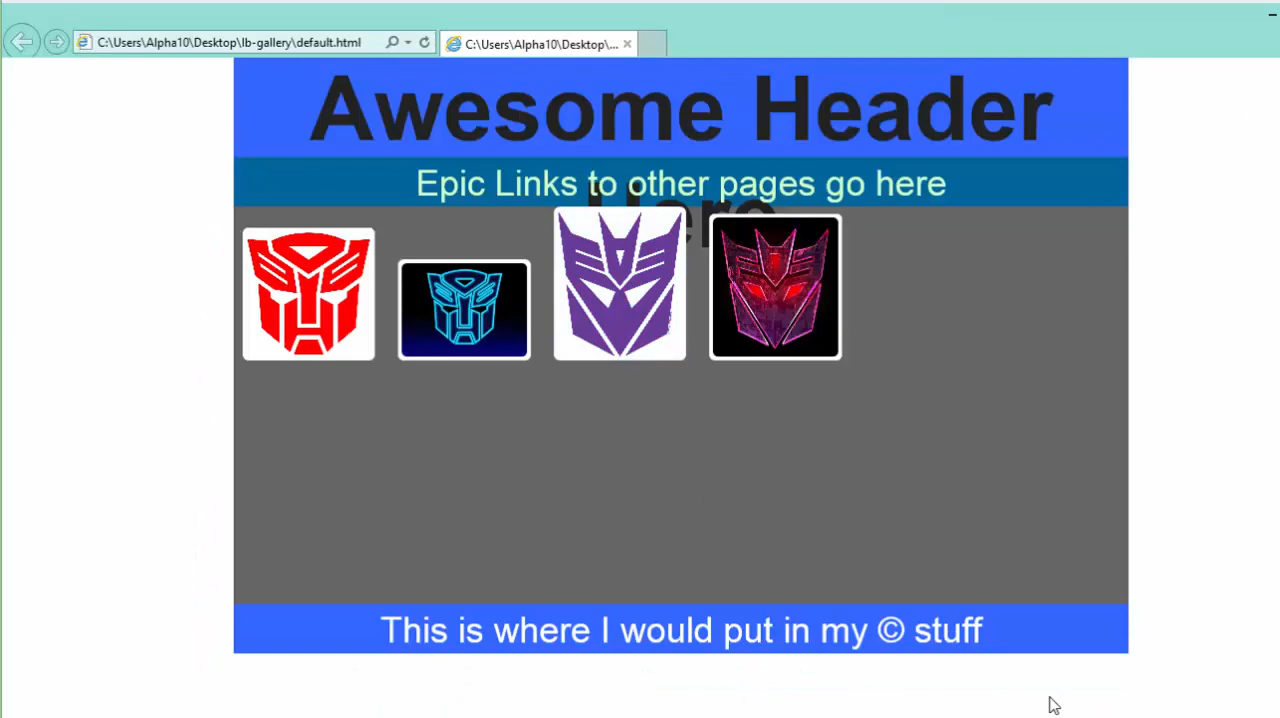 C:\Users\Alpha10\Desktop\lb-gallery\default.html
C:\Users\Alpha10\Desktop\...
Awesome Header
Here
Epic Links to other pages go here
This is where I would put in my © stuff